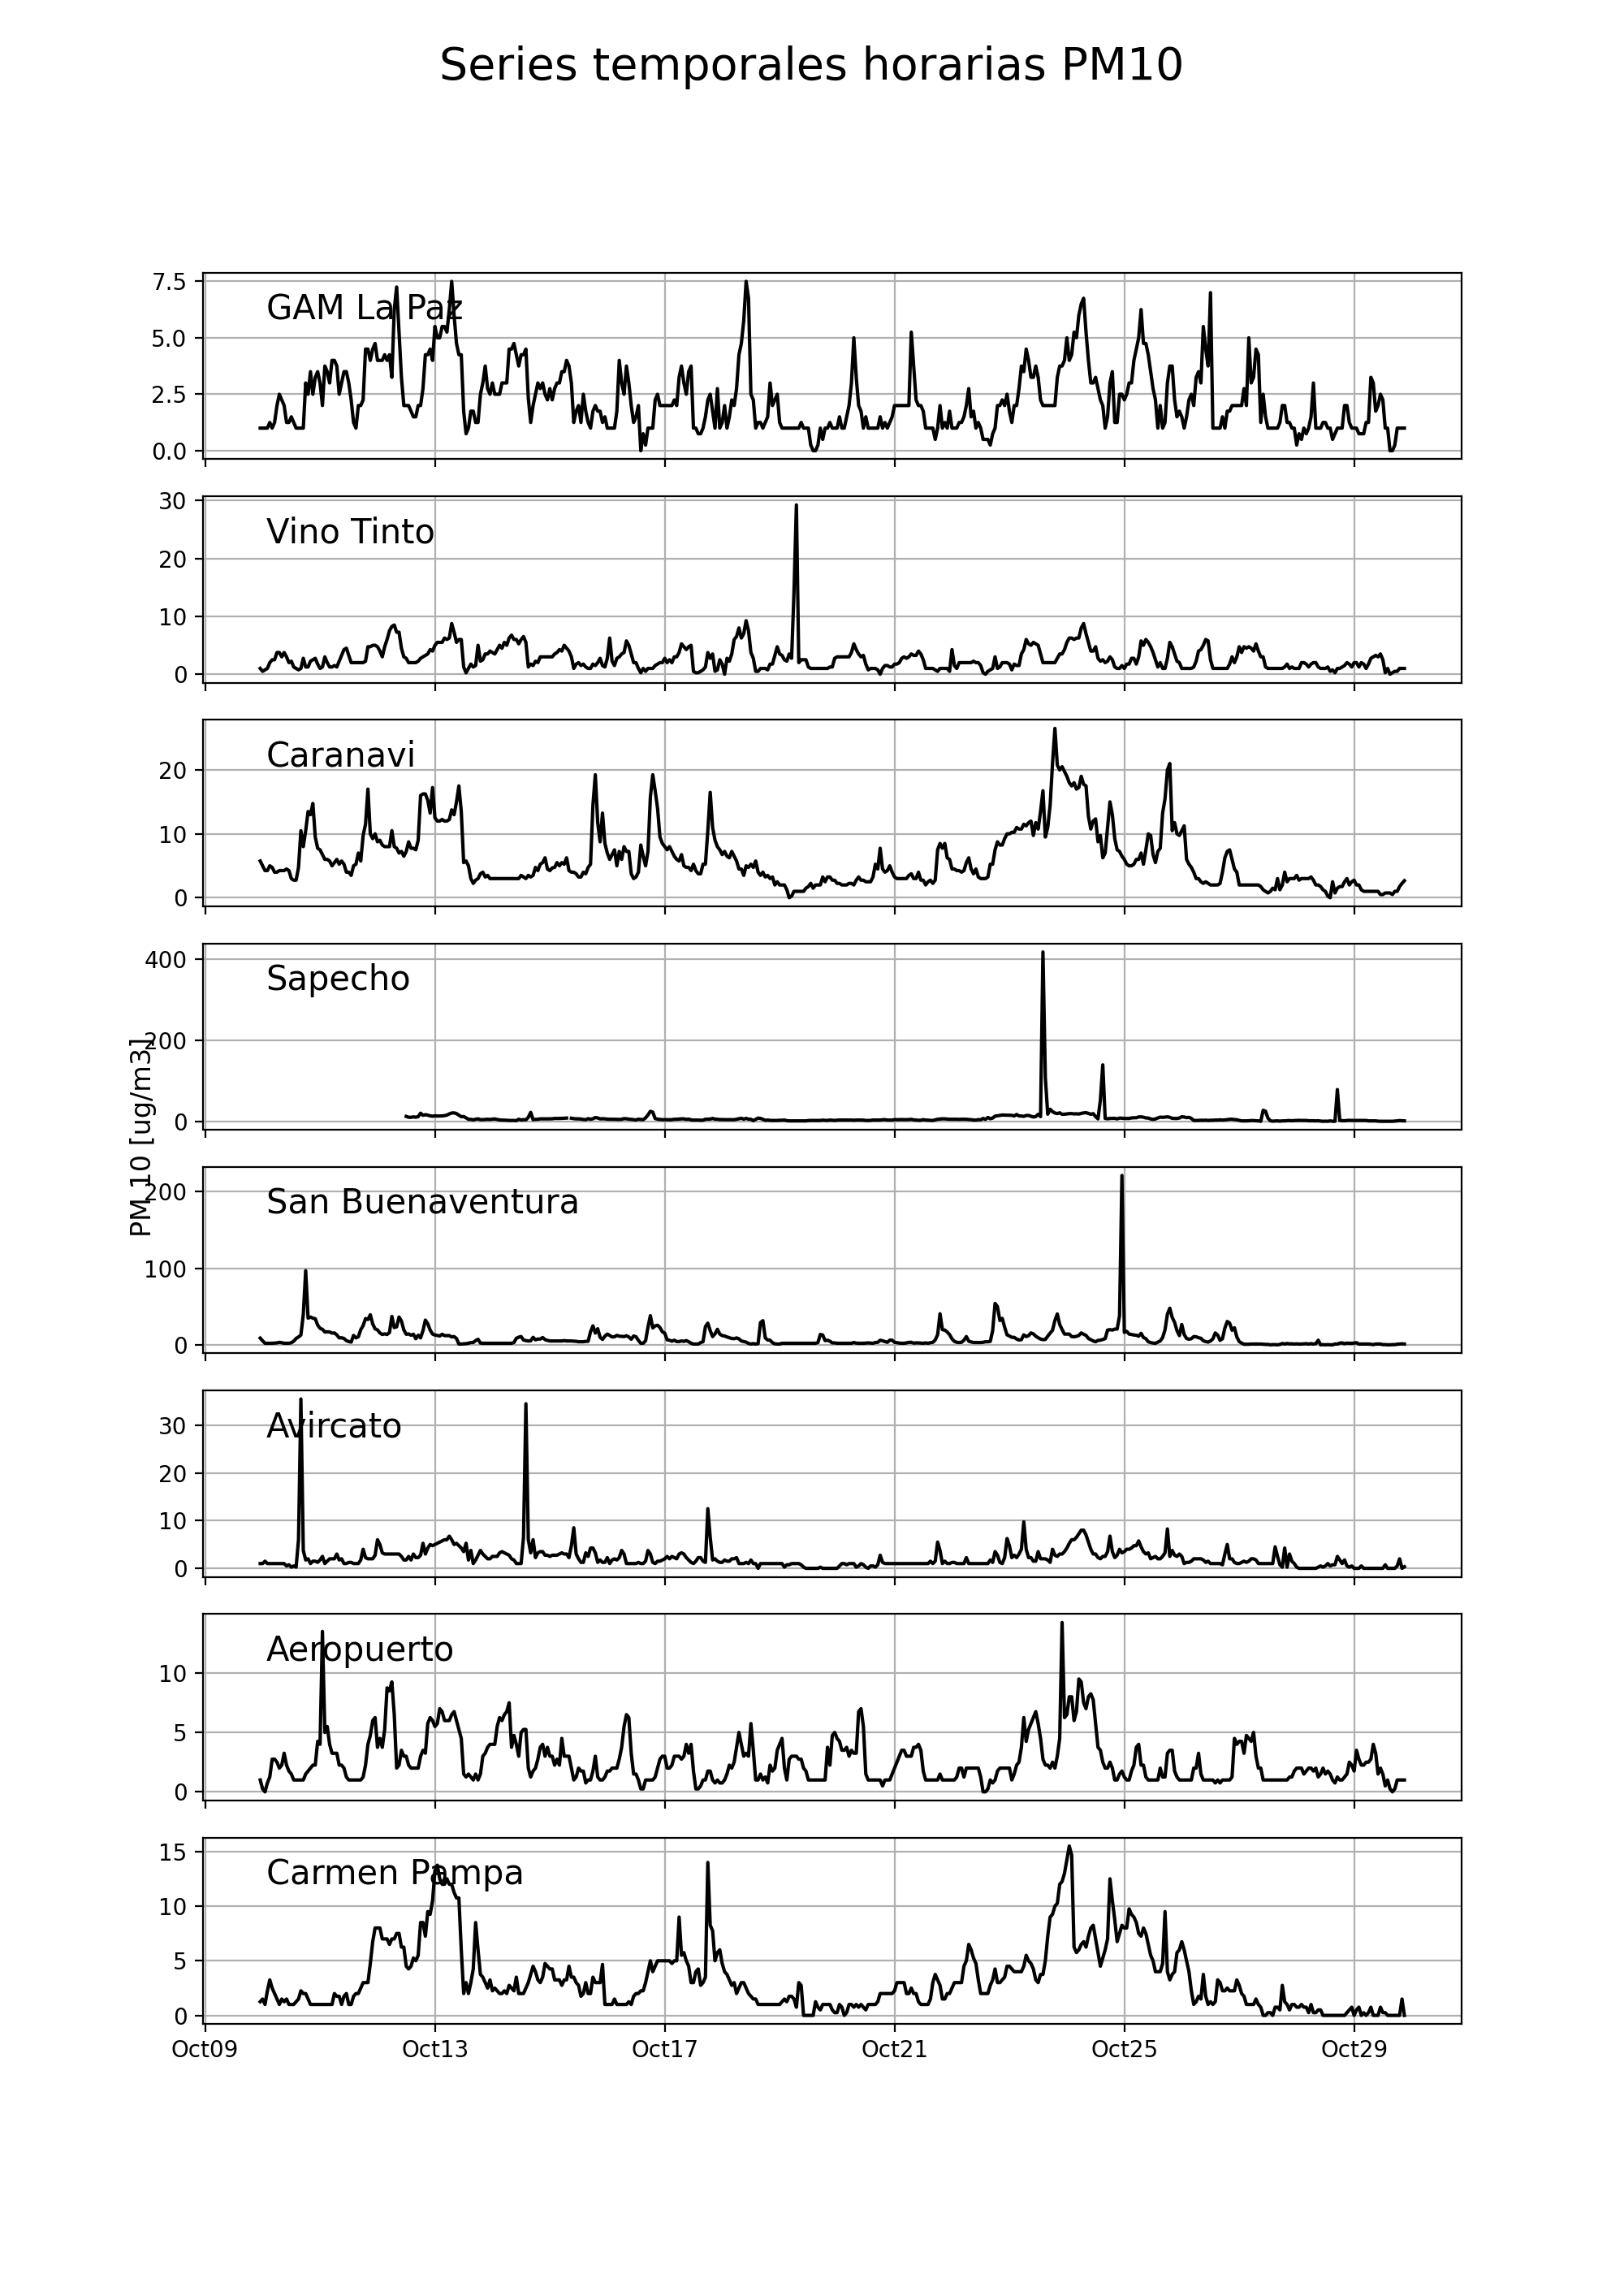 Series temporales horarias PM10
7.5
5.0
2.5
0.0
GAM La Paz
30
20
10
0
Vino Tinto
20
10
0
Caranavi
400
200
0
Sapecho
PM 10 [ug/m3]
200
100
0
San Buenaventura
30
20
10
0
Avircato
10
5
0
Aeropuerto
15
10
5
0
Carmen Pampa
Oct09 Oct13 Oct17 Oct21 Oct25 Oct29